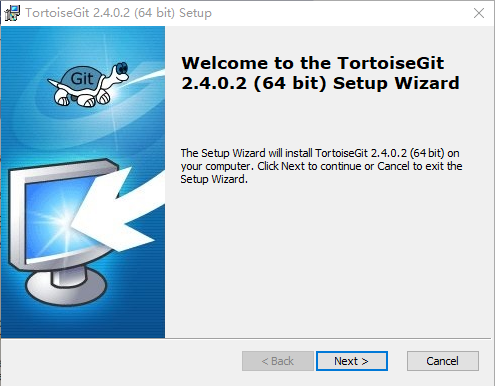 TortoiseGit 2.4.0.2 (64 bit) Setup
Git
Welcome to the TortoiseGit
2.4.0.2 (64 bit) Setup Wizard
The Setup Wizard will install TortoiseGit 2.4.0.2 (64 bit) on
your computer. Click Next to continue or Cancel to exit the
Setup Wizard.
< Back
Next >
Cancel